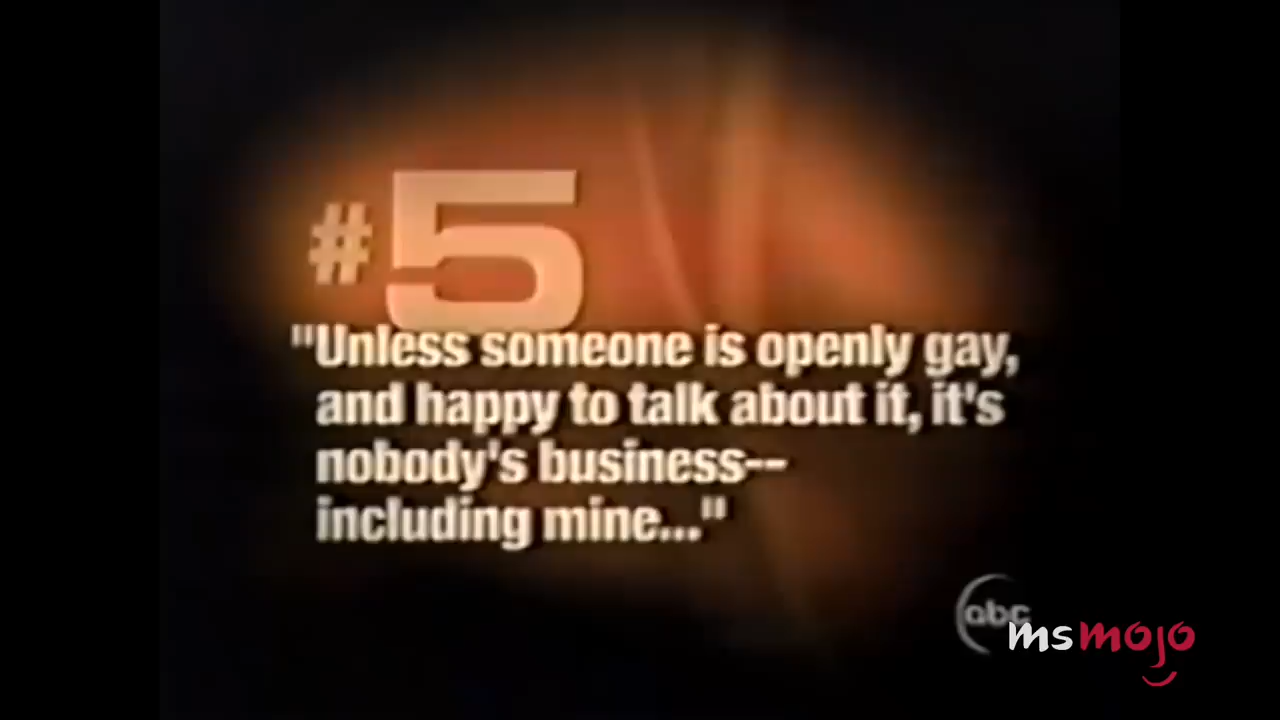 #5
"Unless someone is openly gay,
and happy to talk about it, it's
nobody's business--
including mine..."
abc
msmojo